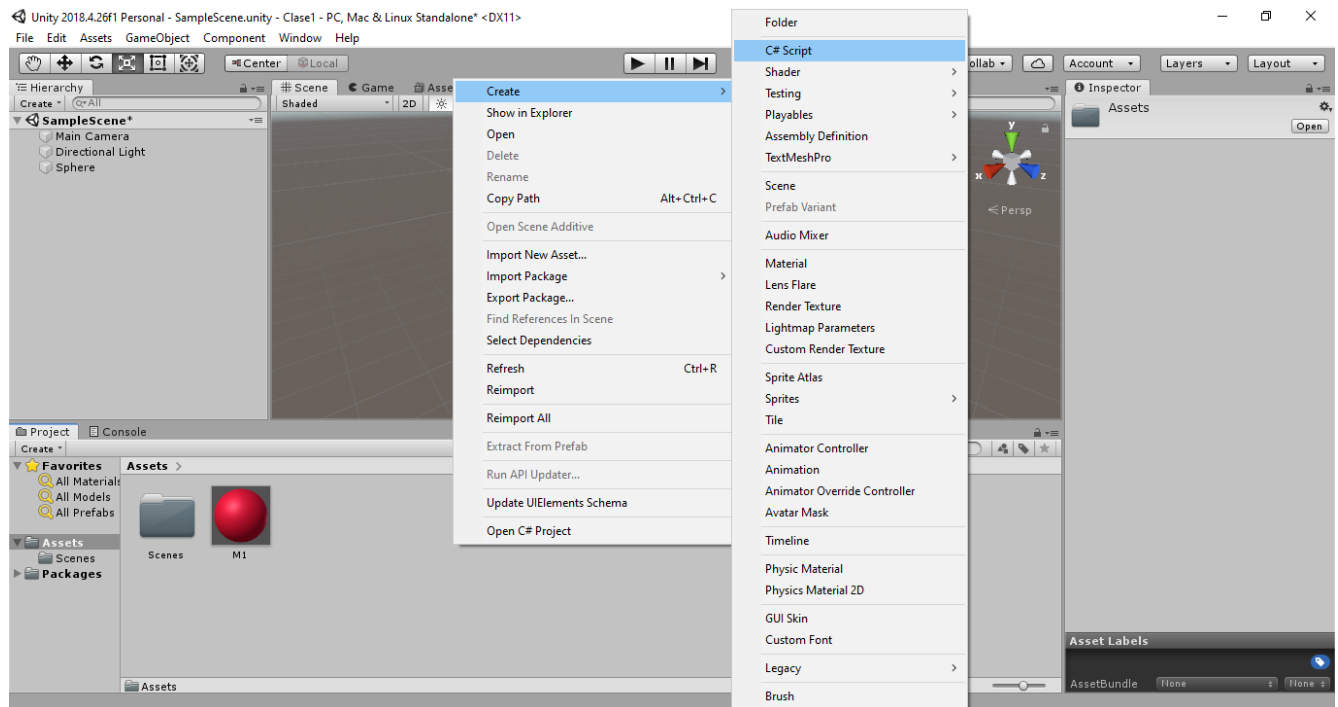 Unity 2018.4.26f1 Personal - SampleScene.unity - Clase1 - PC, Mac & Linux Standalone* <DX11>
File Edit Assets GameObject Component Window Help
Center Local
ollab Account Layers Layout
Hierarchy
Create All
SampleScene*
Main Camera
Directional Light
Sphere
Scene Game Asse
Shaded 2D
Create
Show in Explorer
Open
Delete
Rename
Copy Path Alt+Ctrl+C
Open Scene Additive
Import New Asset...
Import Package
Export Package...
Find References In Scene
Select Dependencies
Refresh Ctrl+R
Reimport
Reimport All
Extract From Prefab
Run API Updater...
Update UIElements Schema
Open C# Project
Folder
C# Script
Shader
Testing
Playables
Assembly Definition
TextMeshPro
Scene
Prefab Variant
Audio Mixer
Material
Lens Flare
Render Texture
Lightmap Parameters
Custom Render Texture
Sprite Atlas
Sprites
Tile
Animator Controller
Animation
Animator Override Controller
Avatar Mask
Timeline
Physic Material
Physics Material 2D
GUI Skin
Custom Font
Legacy
Brush
y
x z
Persp
Inspector
Assets
Open
Project Console
Create
Favorites
All Materials
All Models
All Prefabs
Assets
Scenes
Packages
Assets >
Scenes M1
Assets
Asset Labels
AssetBundle None None